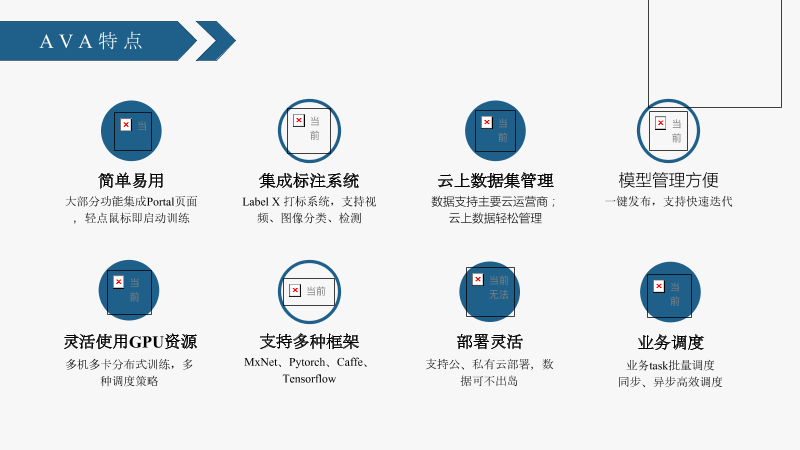 AVA特点
当
当
前
当
前
当
前
简单易用
集成标注系统
云上数据集管理
模型管理方便
大部分功能集成Portal页面
，轻点鼠标即启动训练
Label X 打标系统，支持视
频、图像分类、检测
数据支持主要云运营商；
云上数据轻松管理
一键发布，支持快速迭代
当
前
当前
当前
无法
当
前
灵活使用GPU资源
支持多种框架
部署灵活
业务调度
多机多卡分布式训练，多
种调度策略
MxNet、Pytorch、Caffe、
Tensorflow
支持公、私有云部署，数
据可不出岛
业务task批量调度
同步、异步高效调度